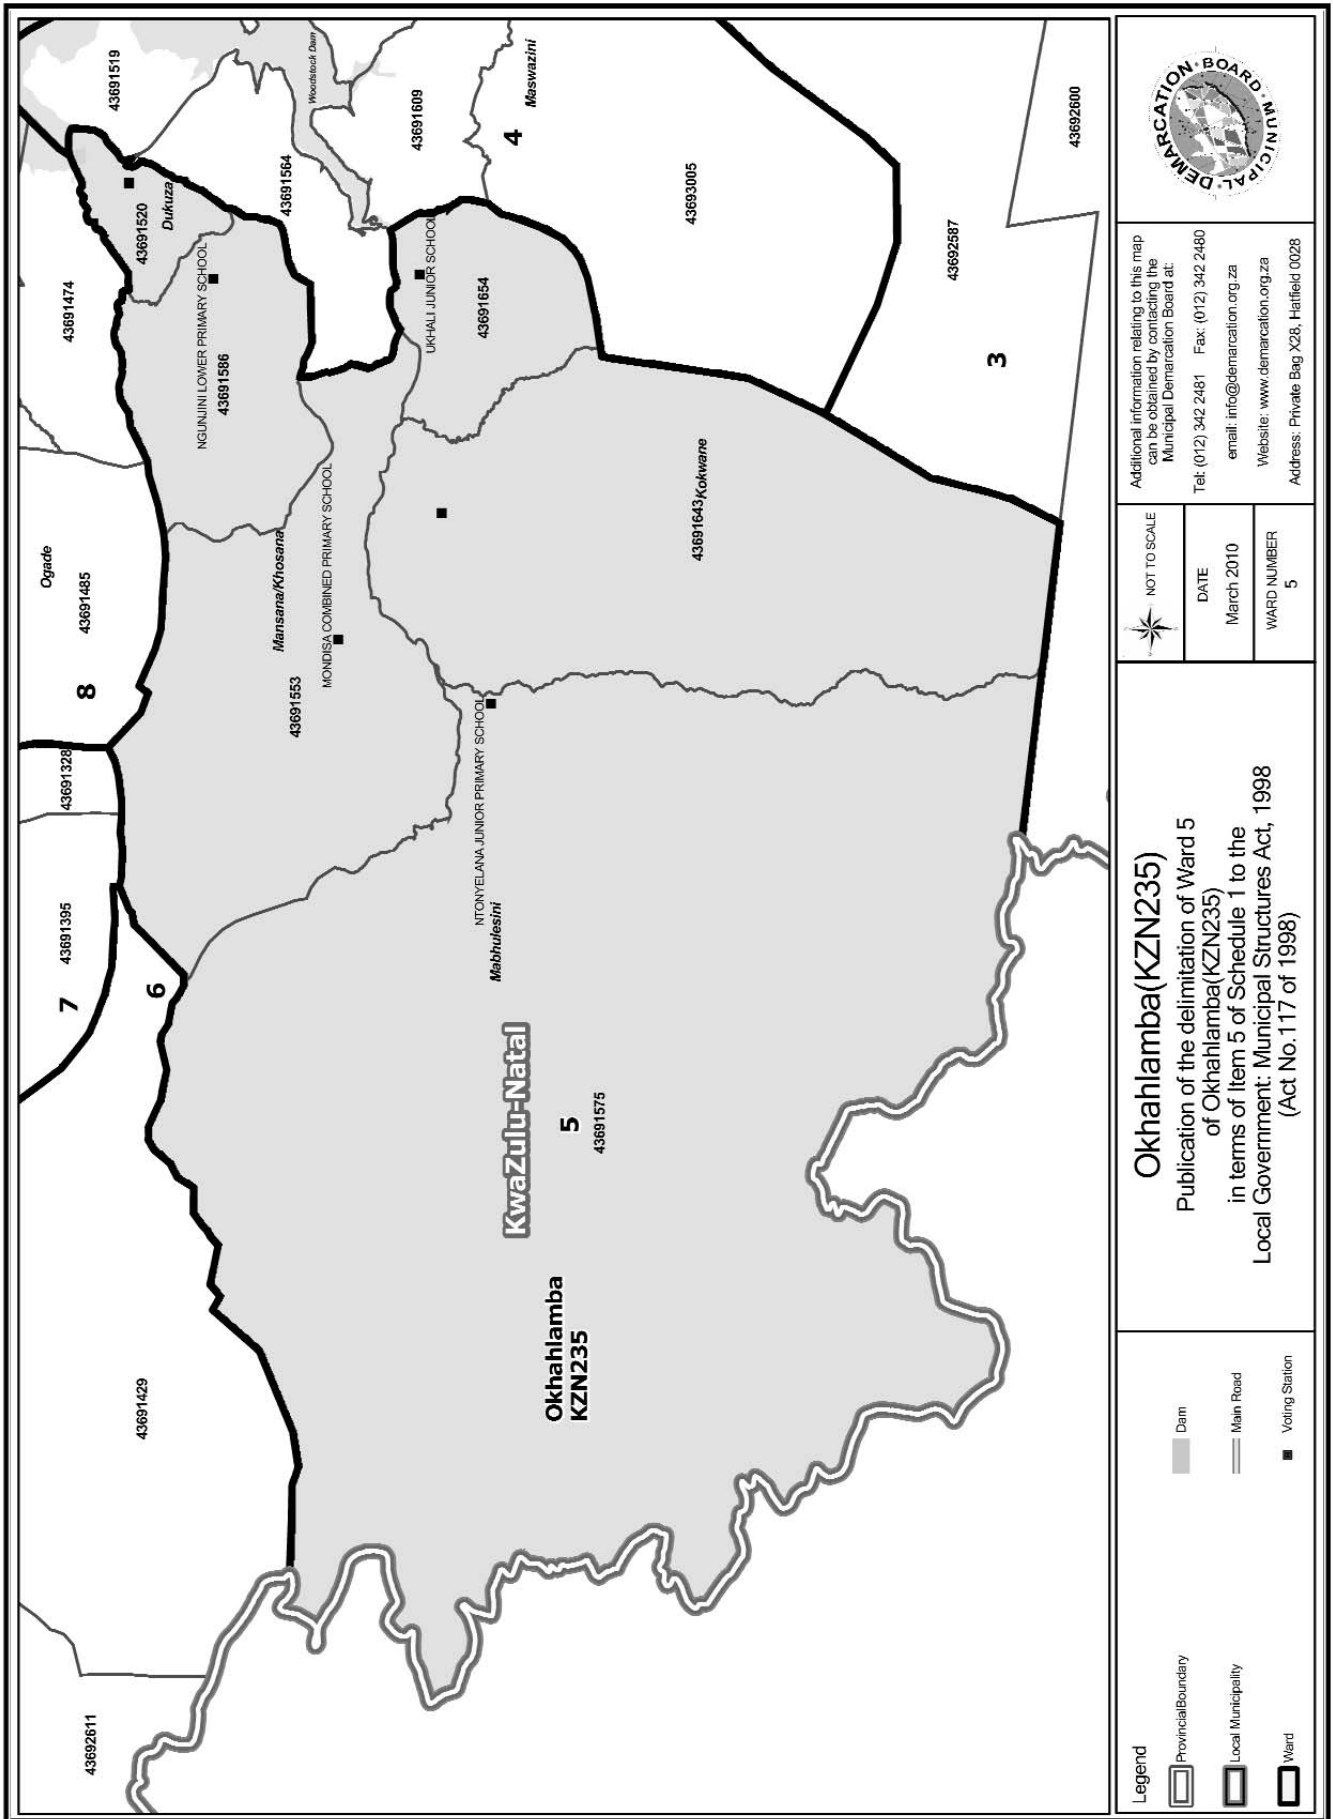 43692611
43691429
7
43691395
43691328
8
43691485
Ogade
43691474
43691519
6
43691520
Dukuza
NGUNJINI LOWER PRIMARY SCHOOL
43691586
43691564
Woodstock Dam
43691609
4
Maswazini
Mansana/Khosana
43691553
MONDISA COMBINED PRIMARY SCHOOL
UKHALI JUNIOR SCHOOL
43691654
NTONYELANA JUNIOR PRIMARY SCHOOL
Mabhulesini
KwaZulu-Natal
5
43691575
Okhahlamba
KZN235
43691643
Kokwane
43693005
43692587
3
43692600
Legend
ProvincialBoundary
Local Municipality
Ward
Dam
Main Road
Voting Station
Okhahlamba(KZN235)
Publication of the delimitation of Ward 5
of Okhahlamba(KZN235)
in terms of Item 5 of Schedule 1 to the
Local Government: Municipal Structures Act, 1998
(Act No.117 of 1998)
NOT TO SCALE
DATE
March 2010
WARD NUMBER
5
Additional information relating to this map
can be obtained by contacting the
Municipal Demarcation Board at:
Tel: (012) 342 2481 Fax: (012) 342 2480
email: info@demarcation.org.za
Website: www.demarcation.org.za
Address: Private Bag X28, Hatfield 0028
MUNICIPAL DEMARCATION BOARD